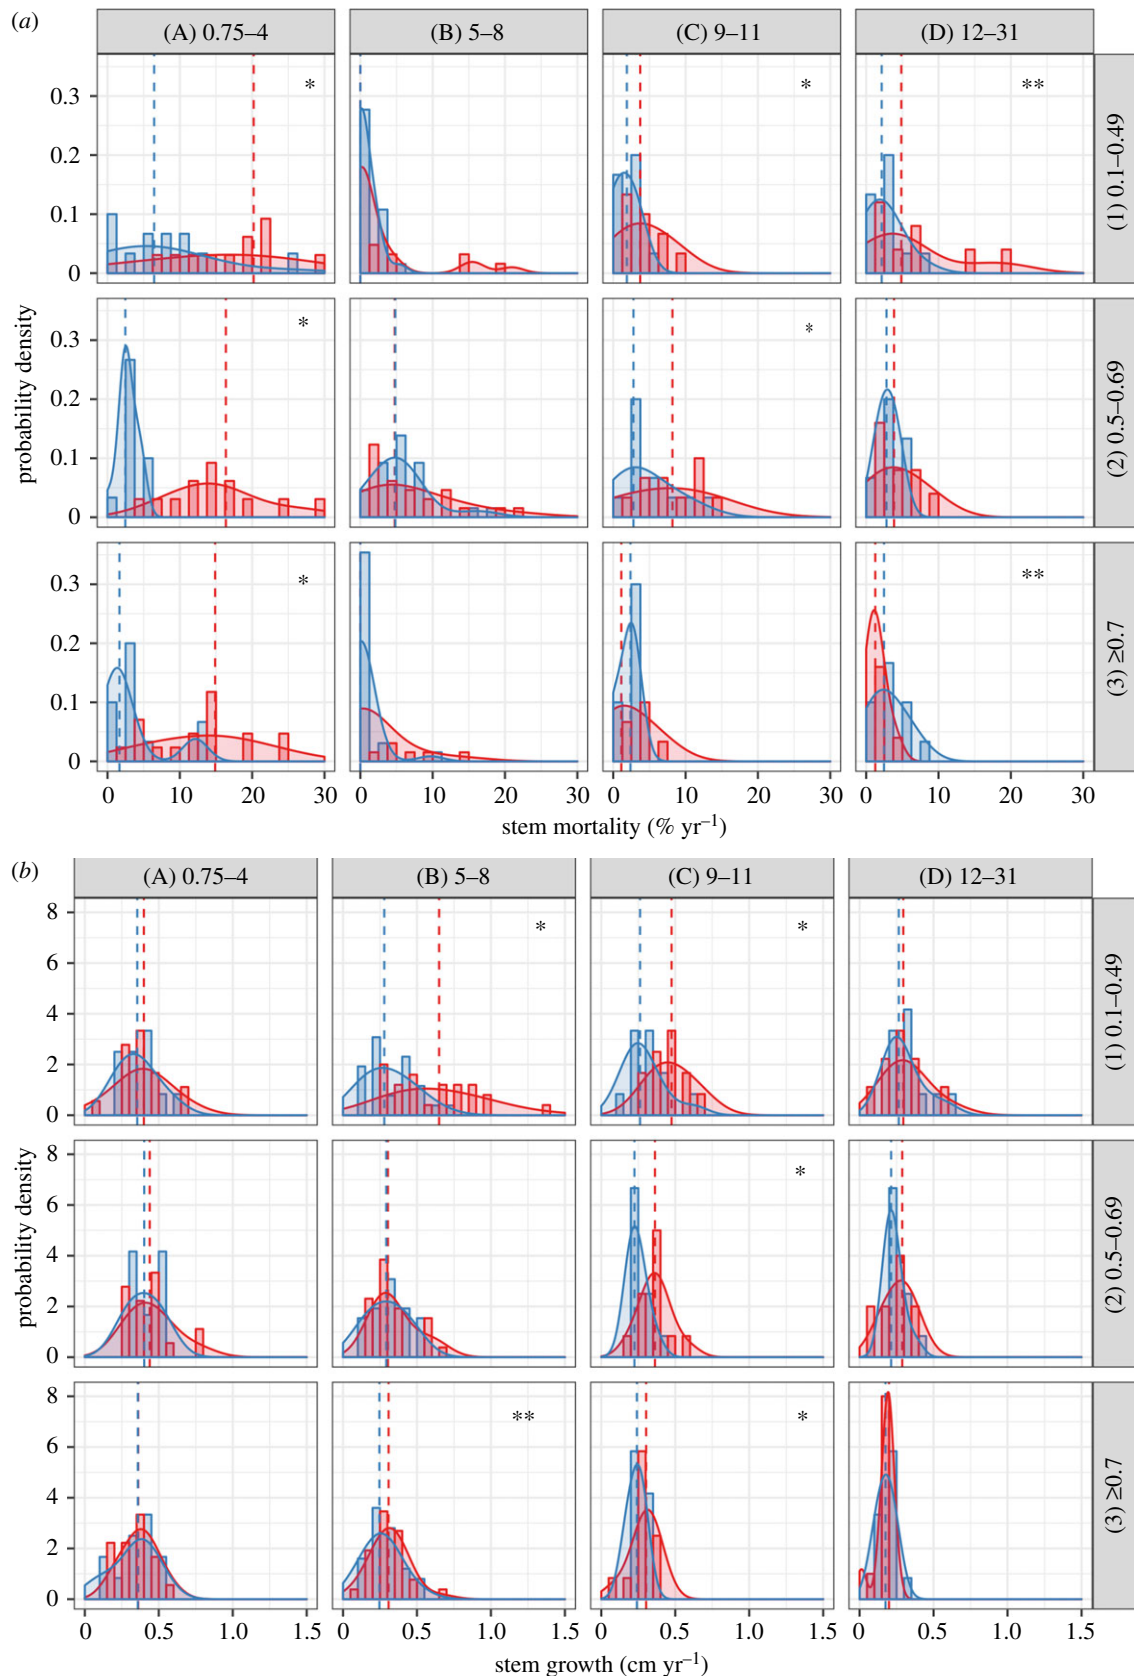 (a)
(A) 0.75–4 (B) 5–8 (C) 9–11 (D) 12–31
0.3 * * **
0.2
0.1
0
(1) 0.1–0.49
0.3 * *
0.2
0.1
0
(2) 0.5–0.69
0.3 * **
0.2
0.1
0
(3) ≥0.7
probability density
0 10 20 30 0 10 20 30 0 10 20 30 0 10 20 30
stem mortality (% yr⁻¹)
(b)
(A) 0.75–4 (B) 5–8 (C) 9–11 (D) 12–31
8 * *
6
4
2
0
(1) 0.1–0.49
8 *
6
4
2
0
(2) 0.5–0.69
8 ** *
6
4
2
0
(3) ≥0.7
probability density
0 0.5 1.0 1.5 0 0.5 1.0 1.5 0 0.5 1.0 1.5 0 0.5 1.0 1.5
stem growth (cm yr⁻¹)